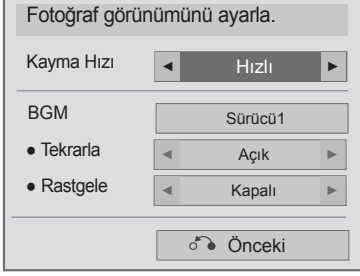 Fotoğraf görünümünü ayarla.
Kayma Hızı ◄ Hızlı ►
BGM Sürücü1
● Tekrarla ◄ Açık ►
● Rastgele ◄ Kapalı ►
Önceki